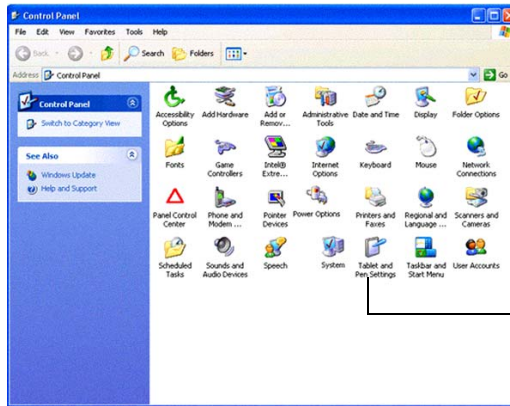 Control Panel
File Edit View Favorites Tools Help
Back Search Folders
Address Control Panel Go
Control Panel
Switch to Category View
See Also
Windows Update
Help and Support
Accessibility Options Add Hardware Add or Remov... Administrative Tools Date and Time Display Folder Options
Fonts Game Controllers Intel® Extre... Internet Options Keyboard Mouse Network Connections
Panel Control Center Phone and Modem ... Pointer Devices Power Options Printers and Faxes Regional and Language ... Scanners and Cameras
Scheduled Tasks Sounds and Audio Devices Speech System Tablet and Pen Settings Taskbar and Start Menu User Accounts